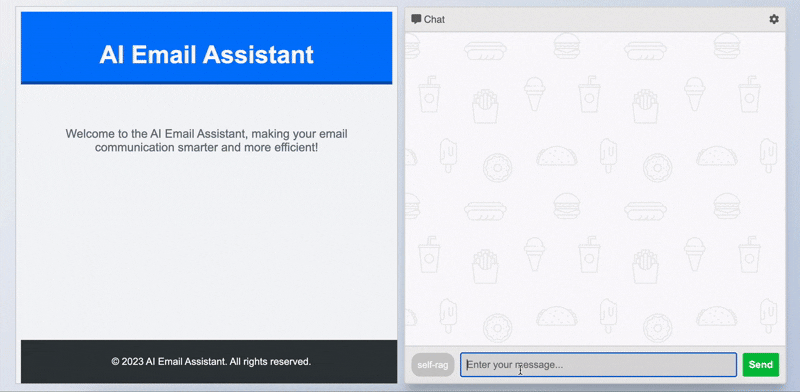 AI Email Assistant
Welcome to the AI Email Assistant, making your email
communication smarter and more efficient!
© 2023 AI Email Assistant. All rights reserved.
Chat
self-rag
Enter your message...
Send